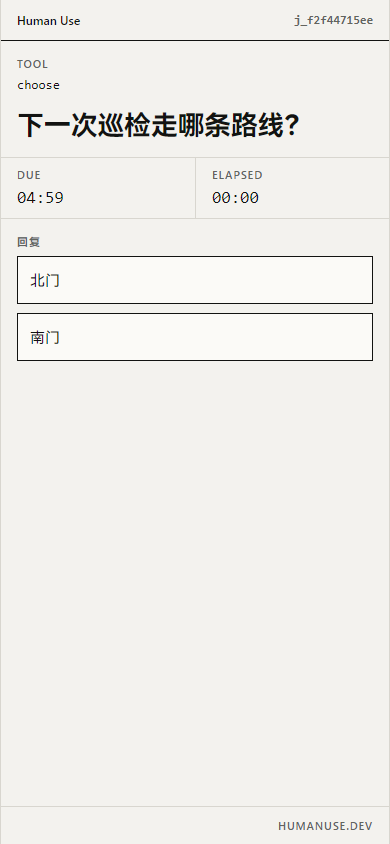 Human Use
j_f2f44715ee
TOOL
choose
下一次巡检走哪条路线?
DUE
ELAPSED
04:59
00:00
回复
北门
南门
HUMANUSE.DEV